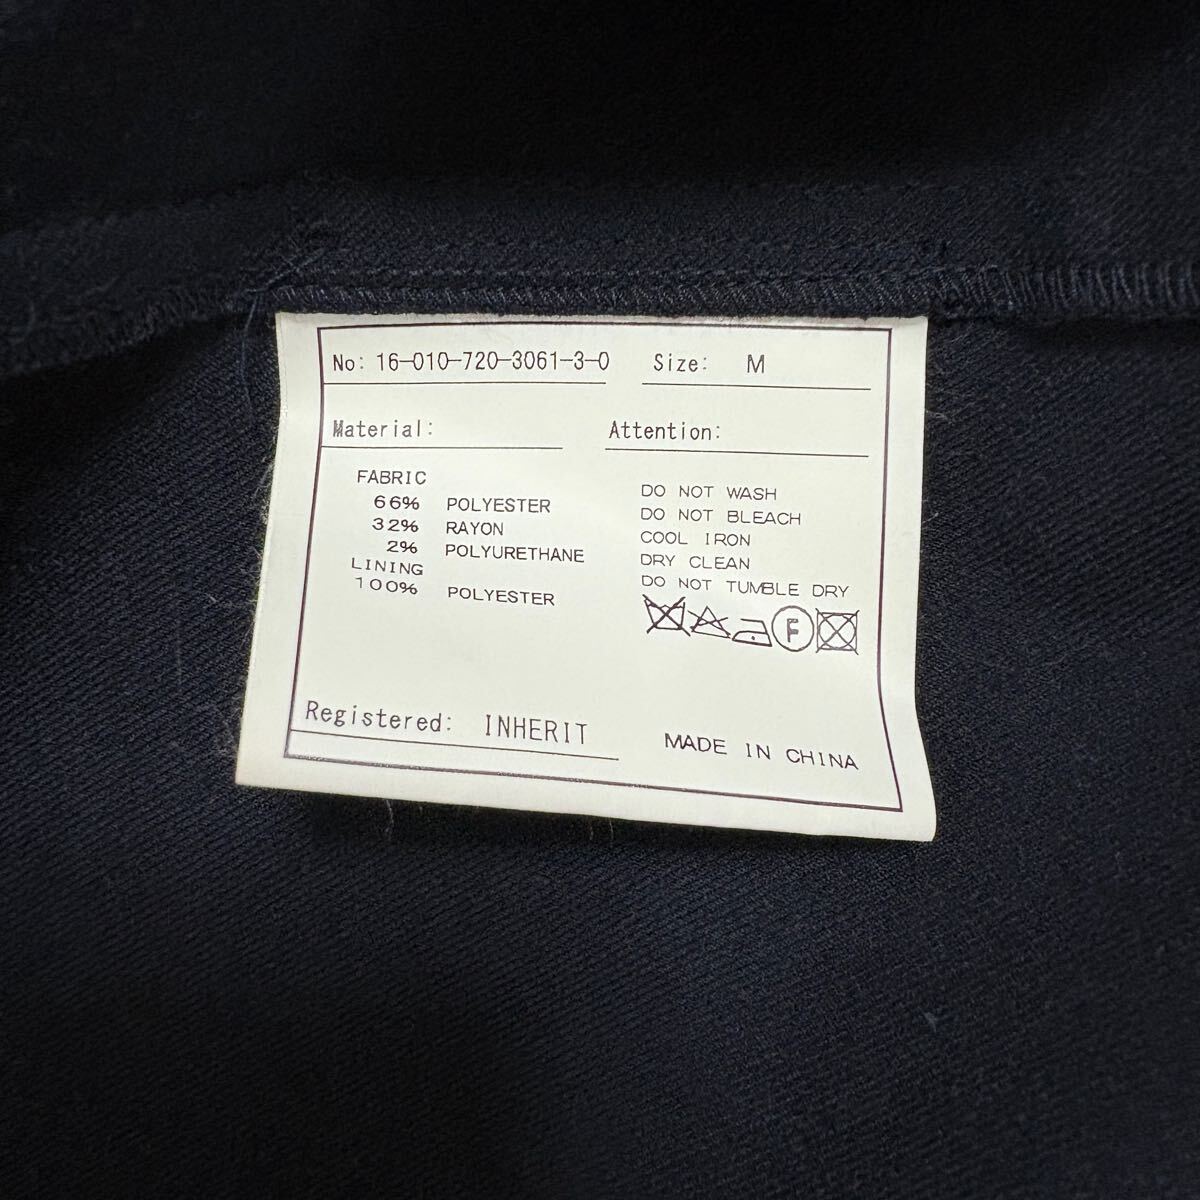 No: 16-010-720-3061-3-0 Size: M
Material:
FABRIC
66% POLYESTER
32% RAYON
2% POLYURETHANE
LINING
100% POLYESTER
Attention:
DO NOT WASH
DO NOT BLEACH
COOL IRON
DRY CLEAN
DO NOT TUMBLE DRY
F
Registered: INHERIT
MADE IN CHINA